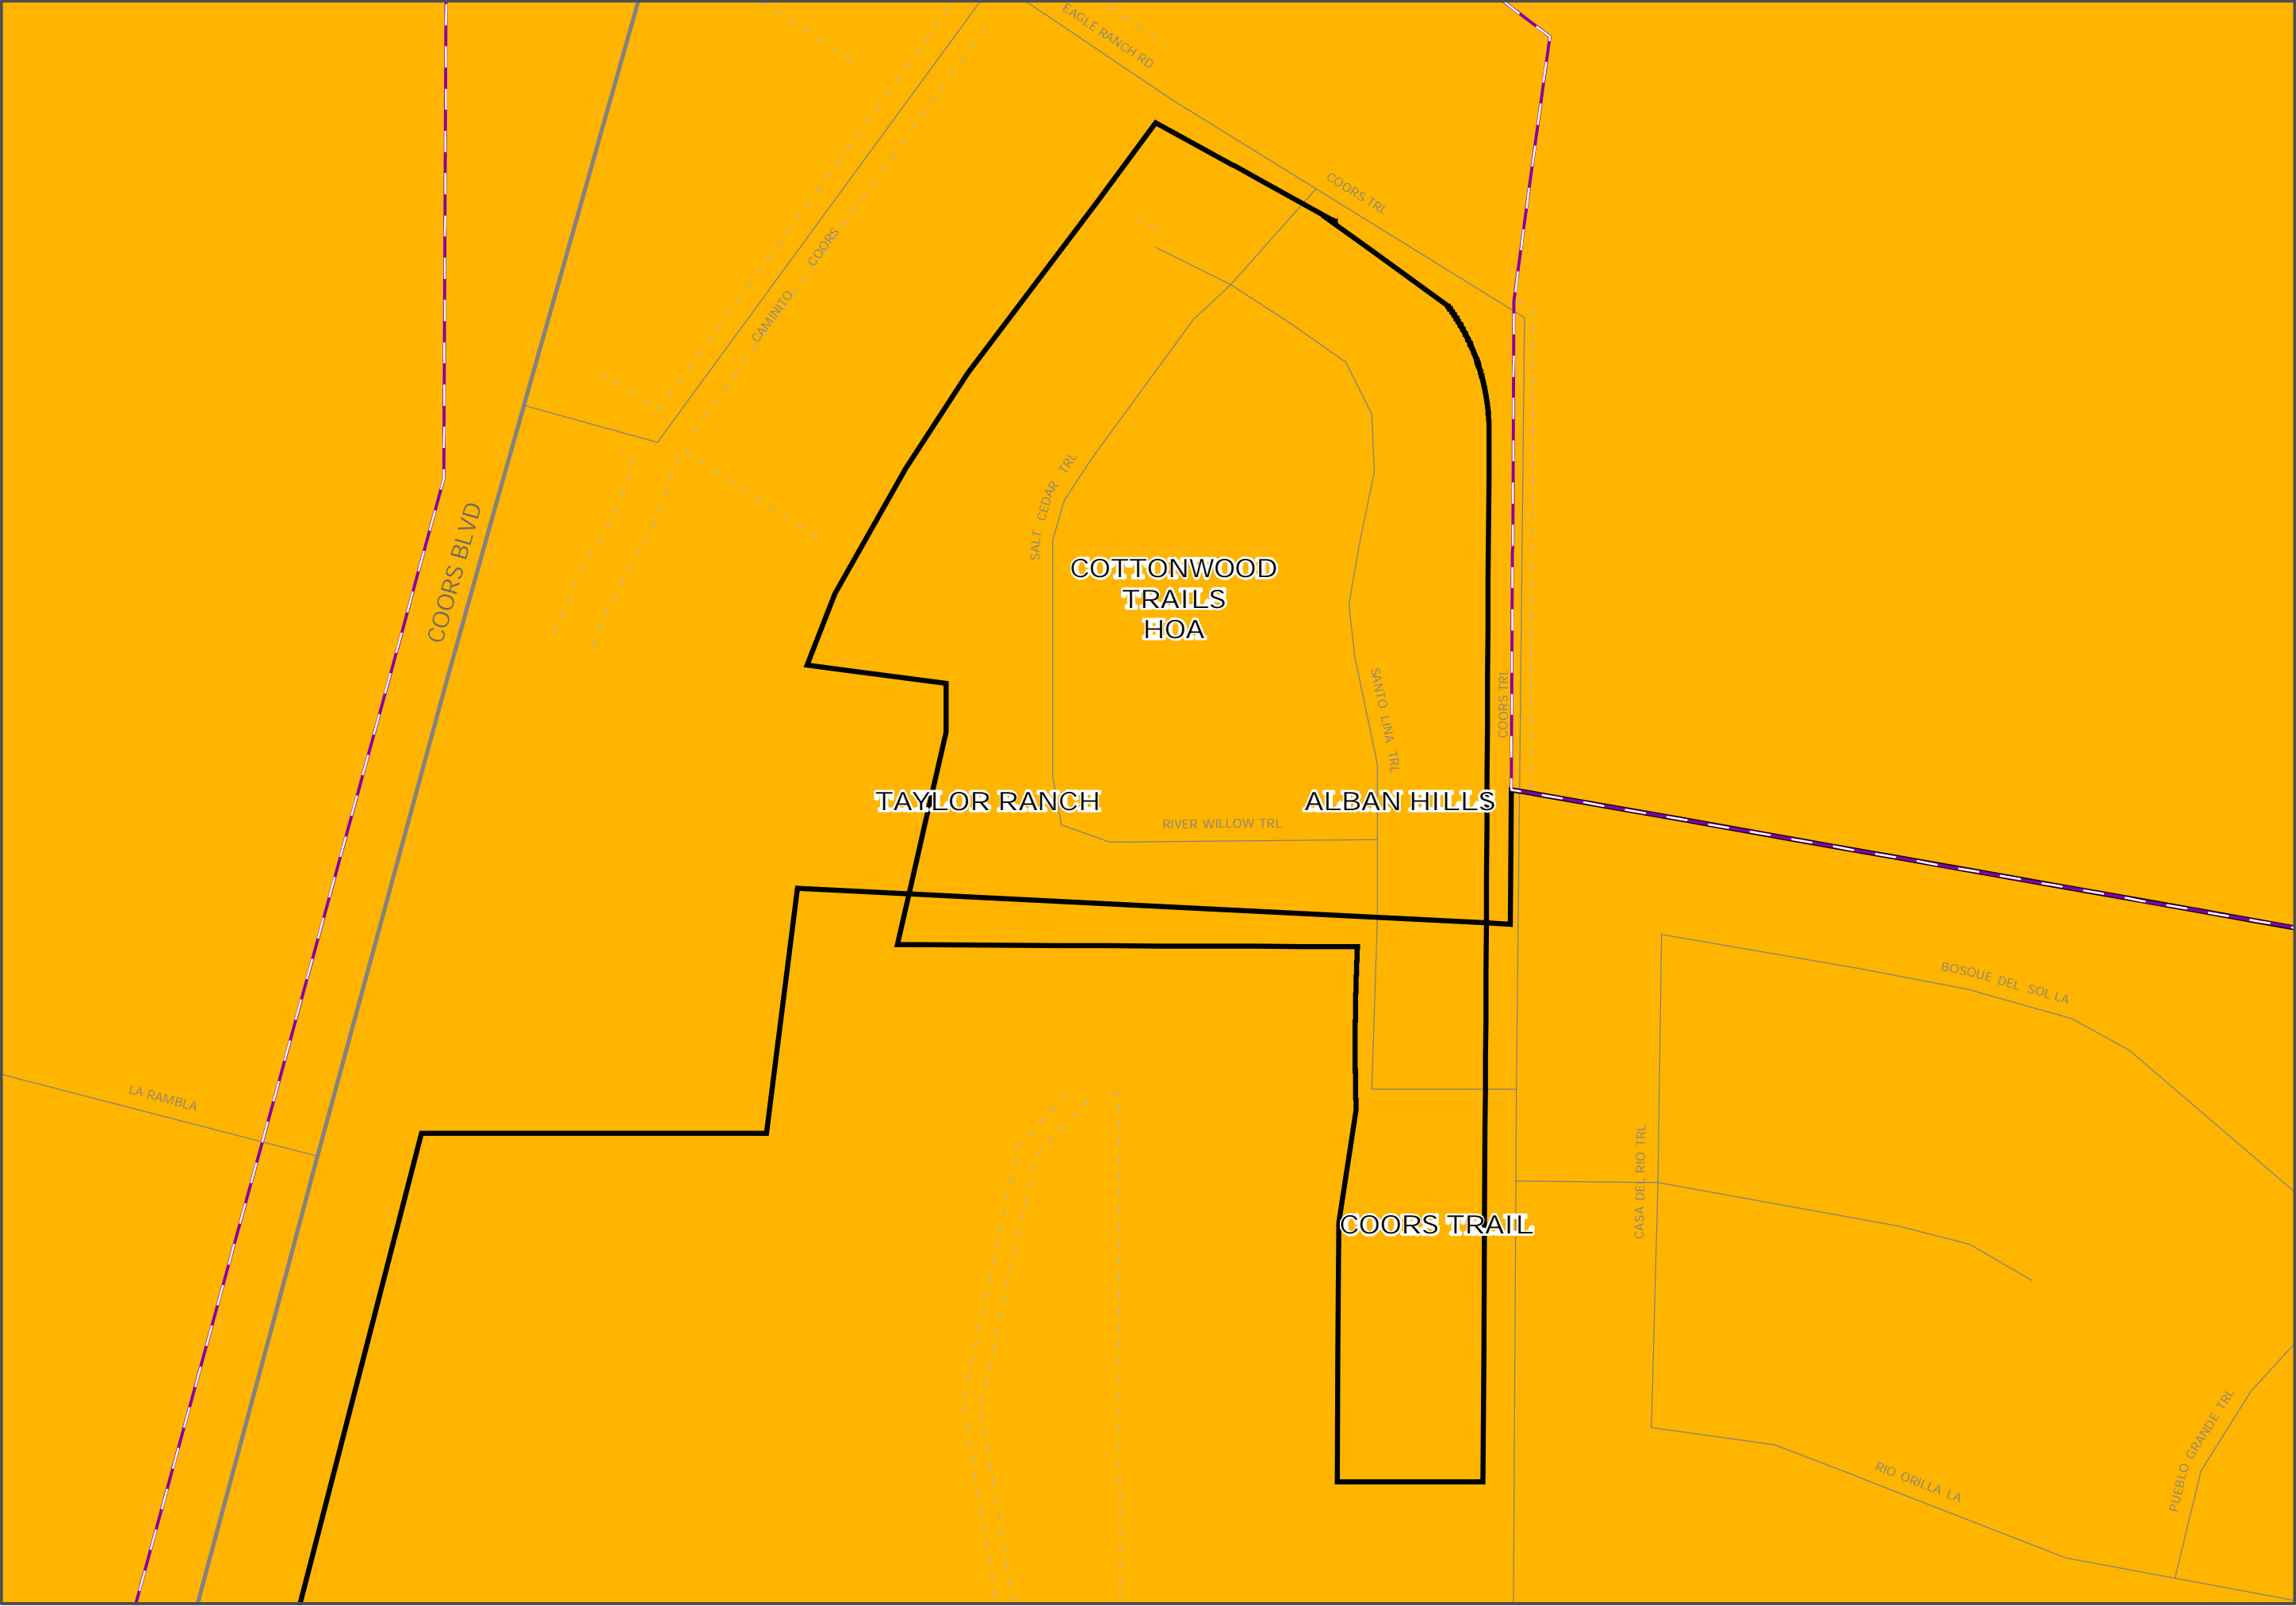 EAGLE RANCH RD
COORS TRL
CAMINITO COORS
COORS BLVD
SALT CEDAR TRL
COTTONWOOD
TRAILS
HOA
SANTO LINA TRL
COORS TRL
TAYLOR RANCH
ALBAN HILLS
RIVER WILLOW TRL
BOSQUE DEL SOL LA
LA RAMBLA
CASA DEL RIO TRL
COORS TRAIL
PUEBLO GRANDE TRL
RIO ORILLA LA